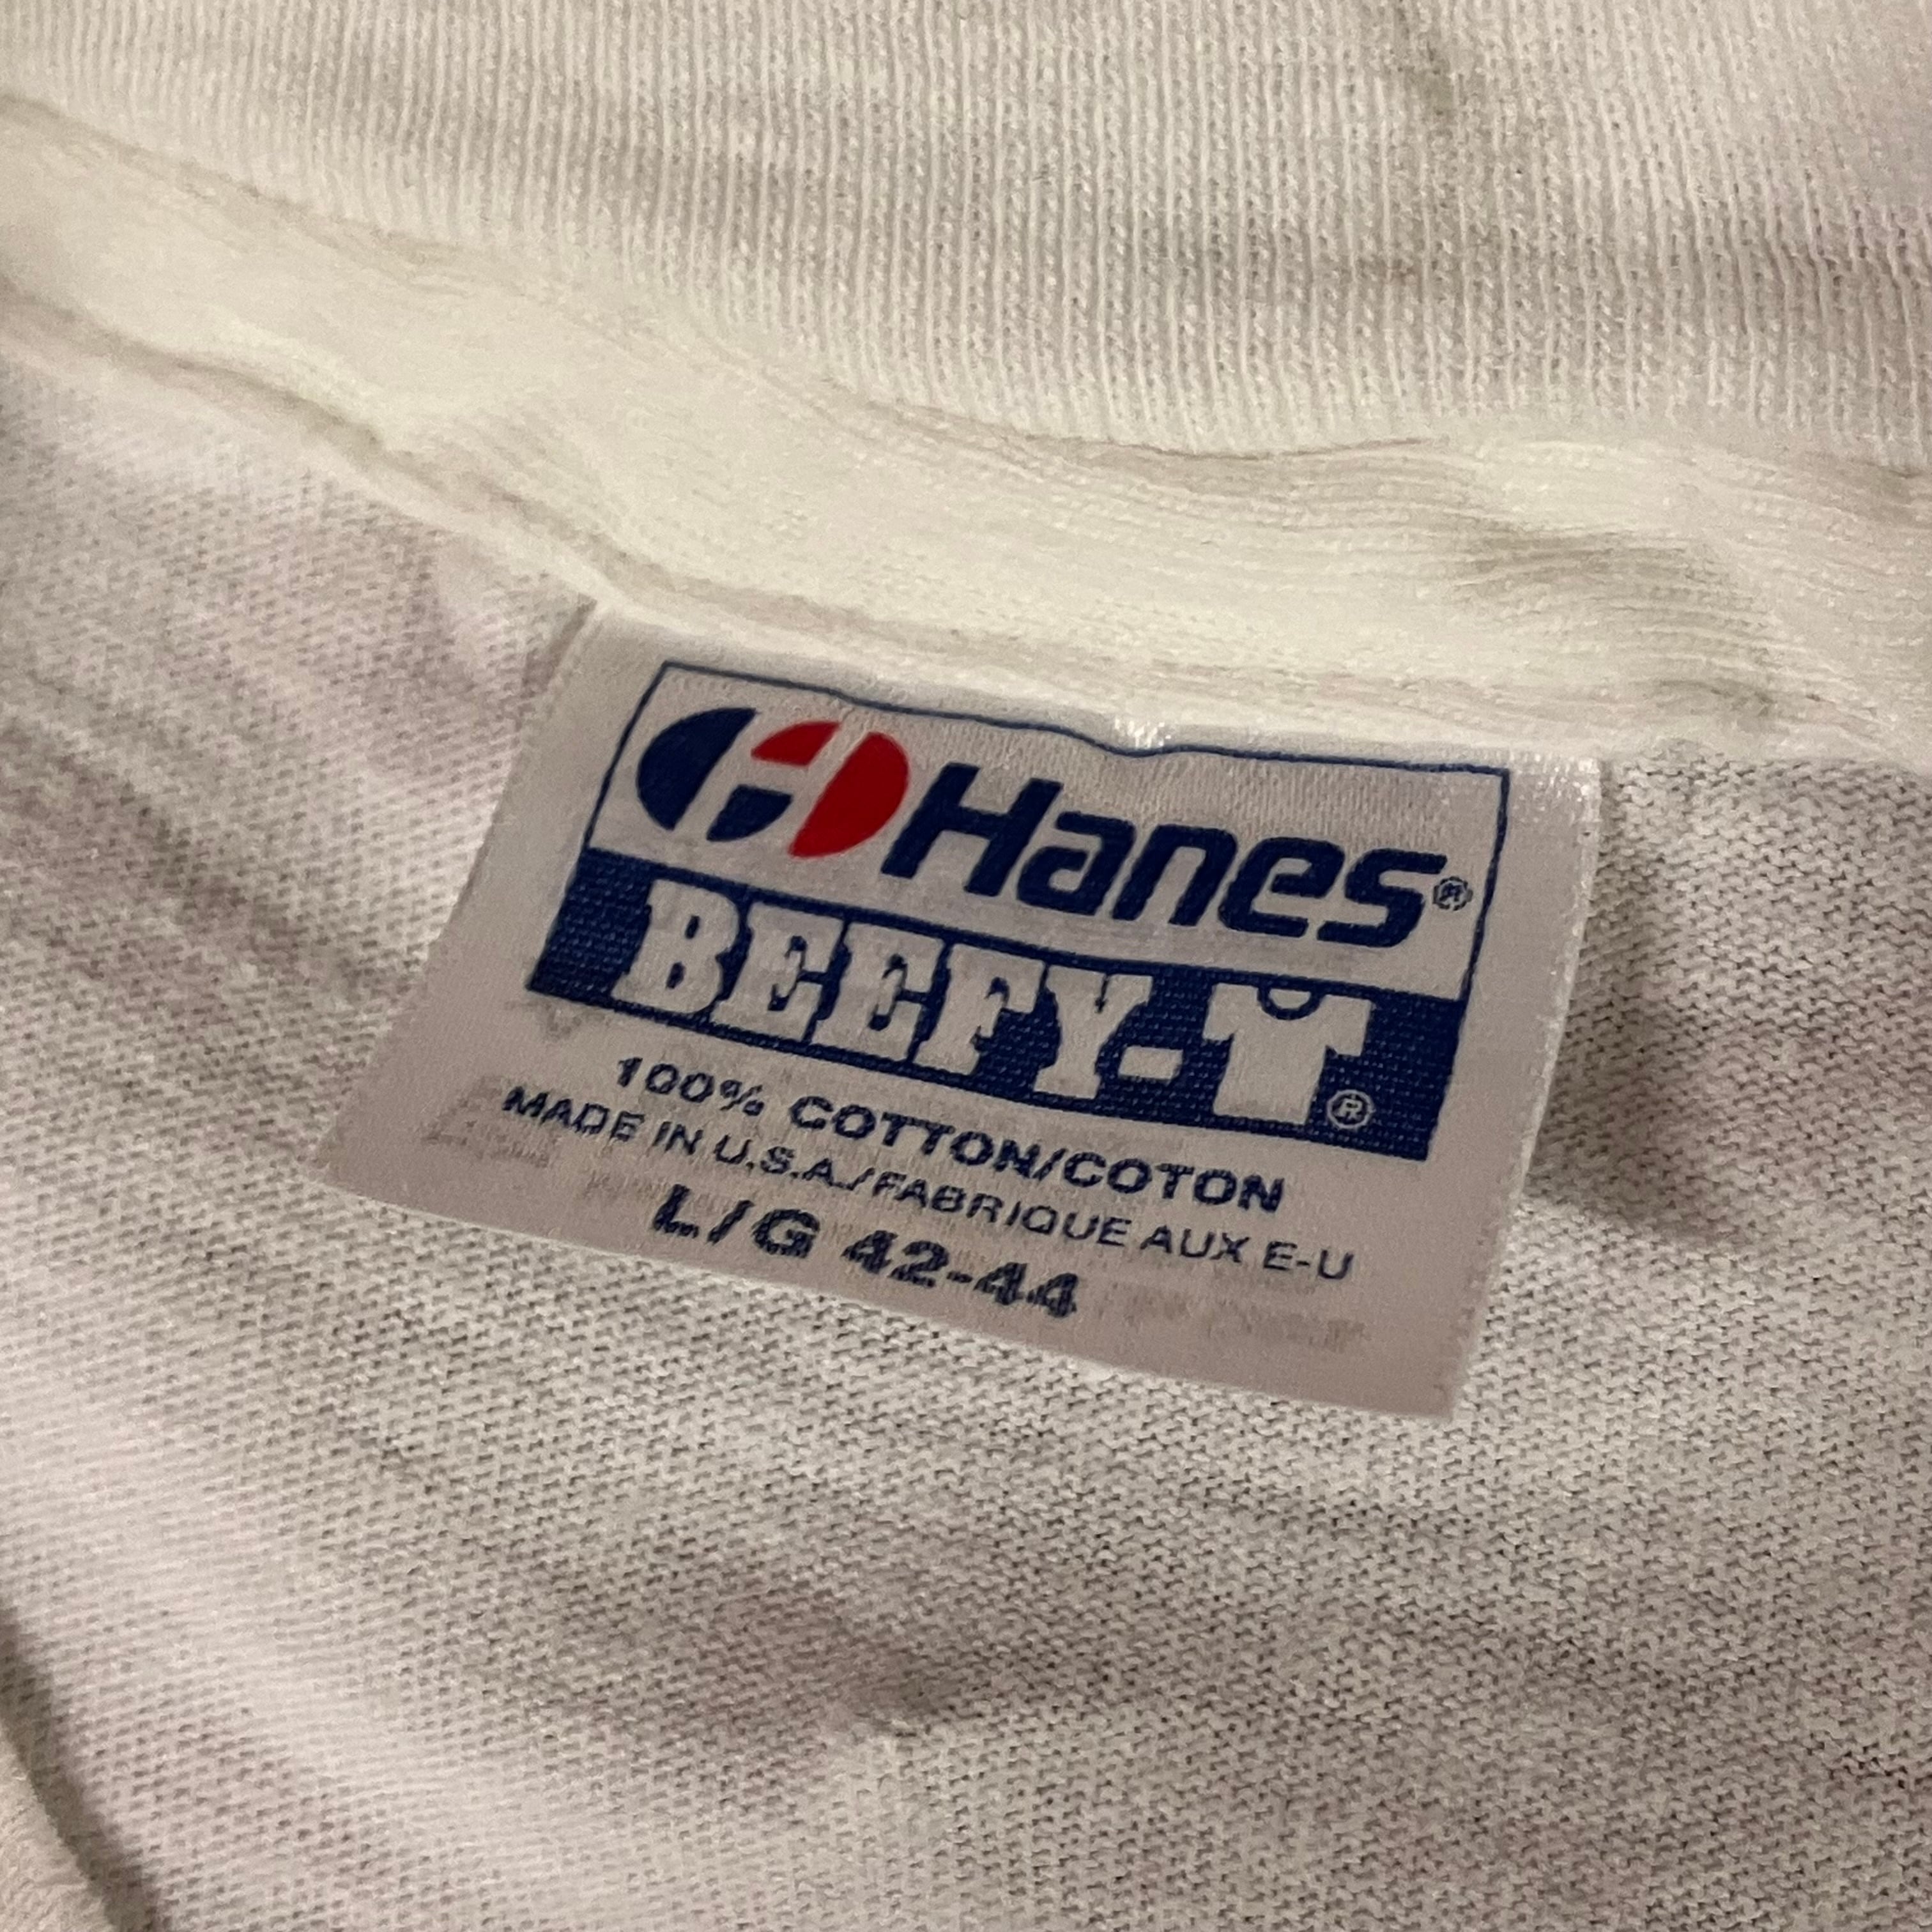 Hanes®
BEEFY-T®
100% COTTON/COTON
MADE IN U.S.A./FABRIQUE AUX E-U
L/G 42-44